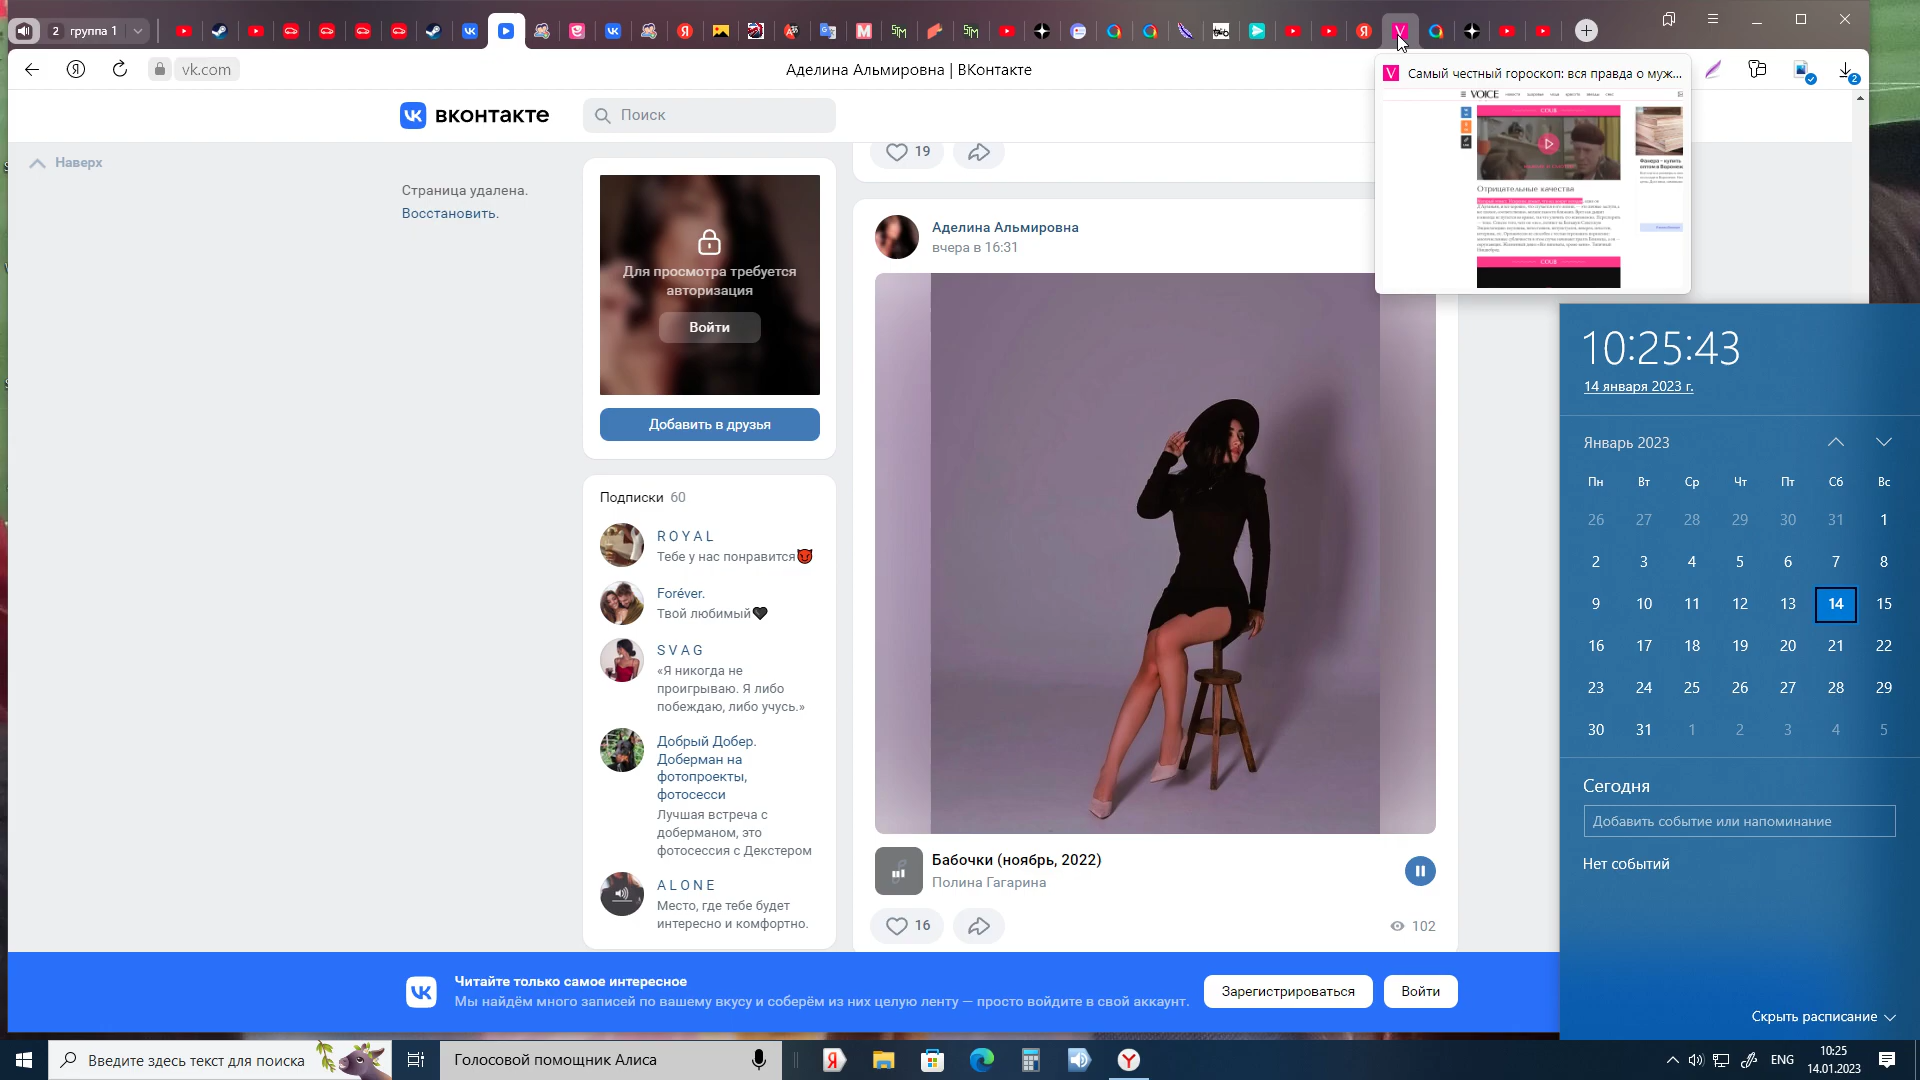 2 группа 1
vk.com
Аделина Альмировна | ВКонтакте
Самый честный гороскоп: вся правда о муж...
VOICE
COUB
Отрицательные качества
COUB
2
вконтакте
Поиск
Наверх
Страница удалена.
Восстановить.
Для просмотра требуется
авторизация
Войти
Добавить в друзья
Подписки 60
R O Y A L
Тебе у нас понравится😈
Foréver.
Твой любимый🖤
S V A G
«Я никогда не
проигрываю. Я либо
побеждаю, либо учусь.»
Добрый Добер.
Доберман на
фотопроекты,
фотосесси
Лучшая встреча с
доберманом, это
фотосессия с Декстером
A L O N E
Место, где тебе будет
интересно и комфортно.
19
Аделина Альмировна
вчера в 16:31
Бабочки (ноябрь, 2022)
Полина Гагарина
16
102
10:25:43
14 января 2023 г.
Январь 2023
Пн Вт Ср Чт Пт Сб Вс
26 27 28 29 30 31 1
2 3 4 5 6 7 8
9 10 11 12 13 14 15
16 17 18 19 20 21 22
23 24 25 26 27 28 29
30 31 1 2 3 4 5
Сегодня
Добавить событие или напоминание
Нет событий
Скрыть расписание
Читайте только самое интересное
Мы найдём много записей по вашему вкусу и соберём из них целую ленту — просто войдите в свой аккаунт.
Зарегистрироваться
Войти
Введите здесь текст для поиска
Голосовой помощник Алиса
ENG
10:25
14.01.2023